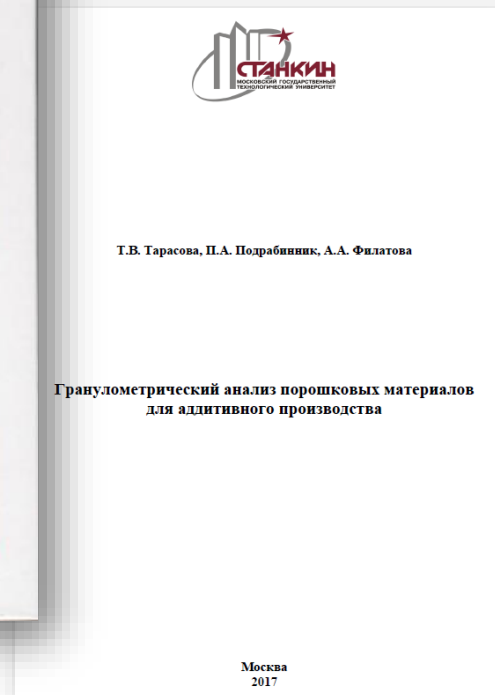 СТАНКИН
МОСКОВСКИЙ ГОСУДАРСТВЕННЫЙ
ТЕХНОЛОГИЧЕСКИЙ УНИВЕРСИТЕТ
Т.В. Тарасова, П.А. Подрабинник, А.А. Филатова
Гранулометрический анализ порошковых материалов
для аддитивного производства
Москва
2017